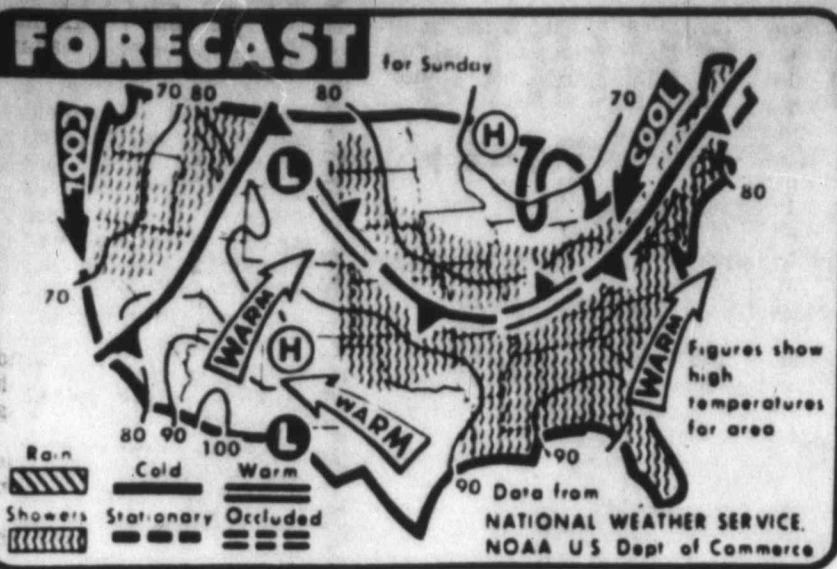 FORECAST
for Sunday
70 80
80
70
COOL
COOL
H
L
80
70
WARM
H
WARM
WARM
Figures show
high
temperatures
for area
80 90 100
L
90
90
Rain
Cold
Warm
Showers
Stationary
Occluded
Data from
NATIONAL WEATHER SERVICE.
NOAA U S Dept of Commerce